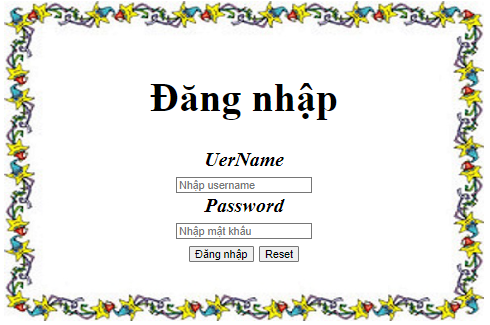 Đăng nhập
UerName
Nhập username
Password
Nhập mật khẩu
Đăng nhập Reset